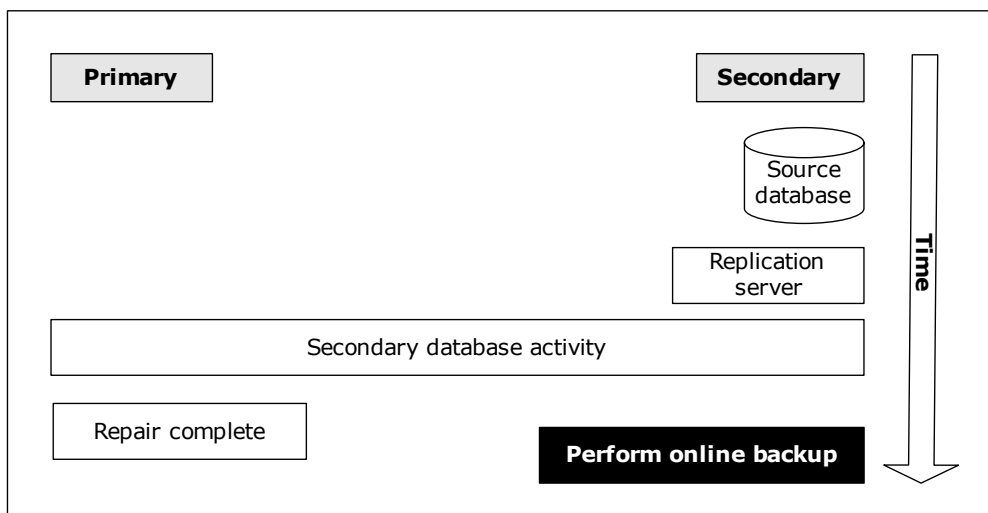 Primary
Secondary
Source
database
Replication
server
Time
Secondary database activity
Repair complete
Perform online backup